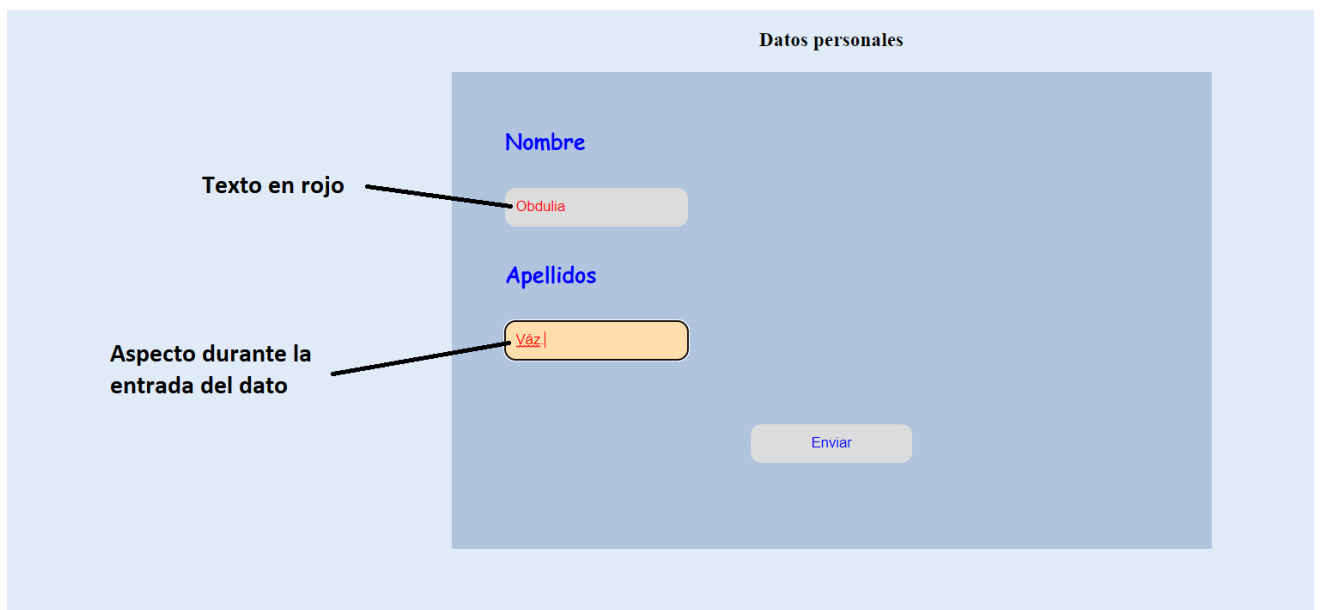 Datos personales
Nombre
Texto en rojo
Obdulia
Apellidos
Váz.
Aspecto durante la
entrada del dato
Enviar